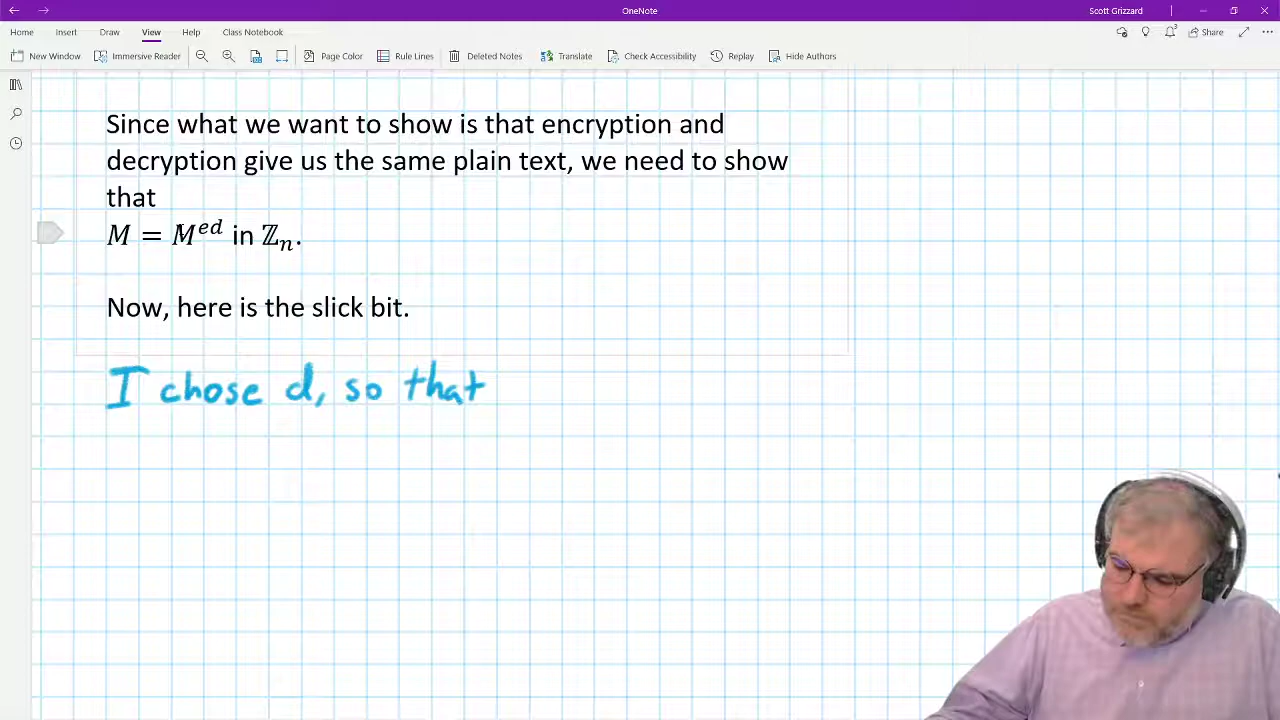 OneNote
Scott Grizzard
Home Insert Draw View Help Class Notebook
3
Share
New Window Immersive Reader Page Color Rule Lines Deleted Notes Translate Check Accessibility Replay Hide Authors
Since what we want to show is that encryption and
decryption give us the same plain text, we need to show
that
𝑀 = 𝑀^{𝑒𝑑} in ℤ_𝑛.
Now, here is the slick bit.
I chose d, so that